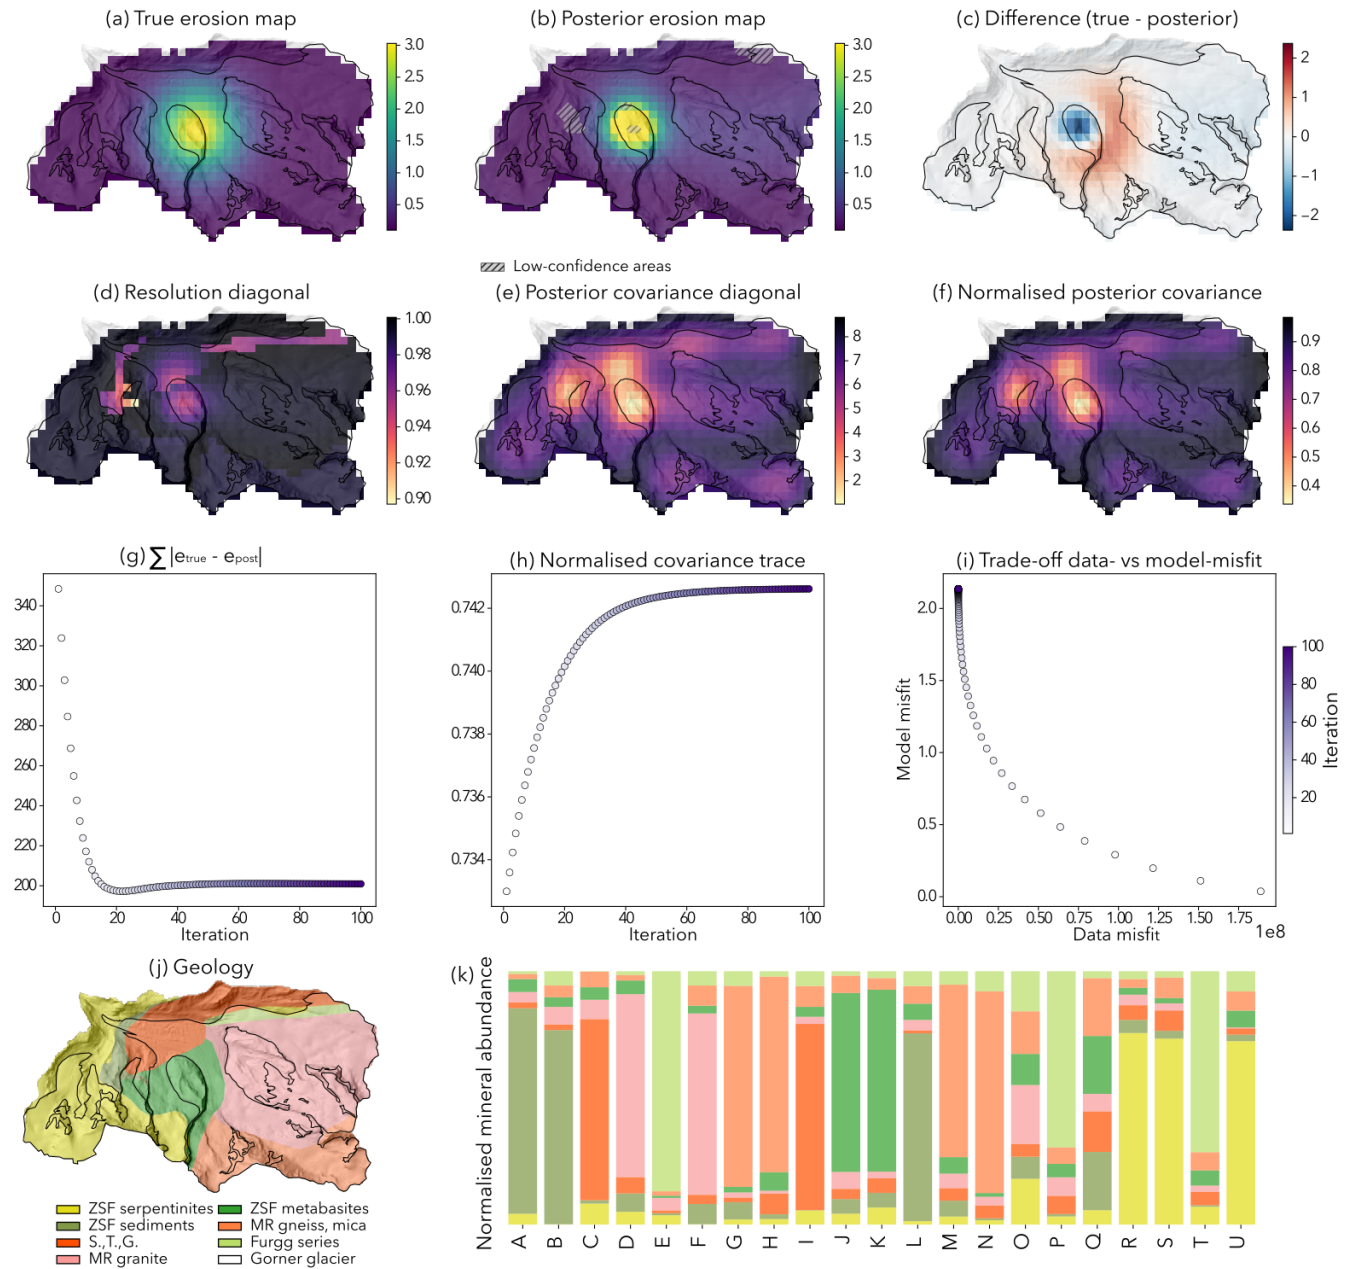 (a) True erosion map
(b) Posterior erosion map
(c) Difference (true - posterior)
3.0
2.5
2.0
1.5
1.0
0.5
3.0
2.5
2.0
1.5
1.0
0.5
2
1
0
−1
−2
Low-confidence areas
(d) Resolution diagonal
(e) Posterior covariance diagonal
(f) Normalised posterior covariance
1.00
0.98
0.96
0.94
0.92
0.90
8
7
6
5
4
3
2
0.9
0.8
0.7
0.6
0.5
0.4
(g) ∑|etrue - epost|
(h) Normalised covariance trace
(i) Trade-off data- vs model-misfit
340
320
300
280
260
240
220
200
0 20 40 60 80 100
Iteration
0.742
0.740
0.738
0.736
0.734
0 20 40 60 80 100
Iteration
Model misfit
2.0
1.5
1.0
0.5
0.0
0.00 0.25 0.50 0.75 1.00 1.25 1.50 1.75
Data misfit
1e8
100
80
60
40
20
Iteration
(j) Geology
ZSF serpentinites
ZSF sediments
S.,T.,G.
MR granite
ZSF metabasites
MR gneiss, mica
Furgg series
Gorner glacier
(k)
Normalised mineral abundance
A B C D E F G H I J K L M N O P Q R S T U